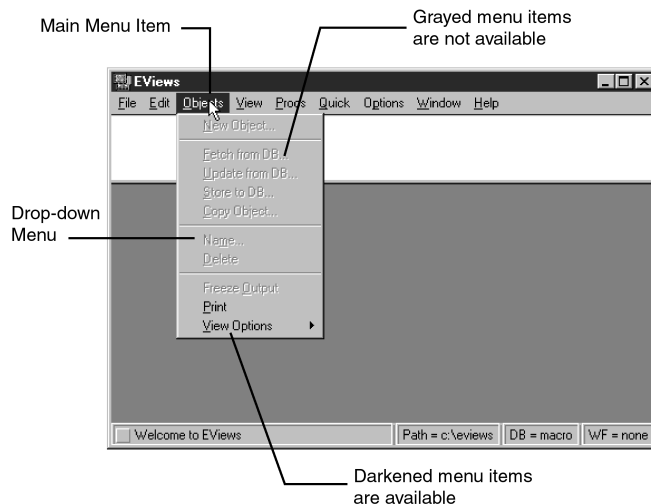 Main Menu Item
Grayed menu items
are not available
EViews
File Edit Objects View Procs Quick Options Window Help
New Object...
Fetch from DB...
Update from DB...
Store to DB...
Copy Object...
Drop-down
Menu
Name...
Delete
Freeze Output
Print
View Options
Welcome to EViews Path = c:\eviews DB = macro WF = none
Darkened menu items
are available